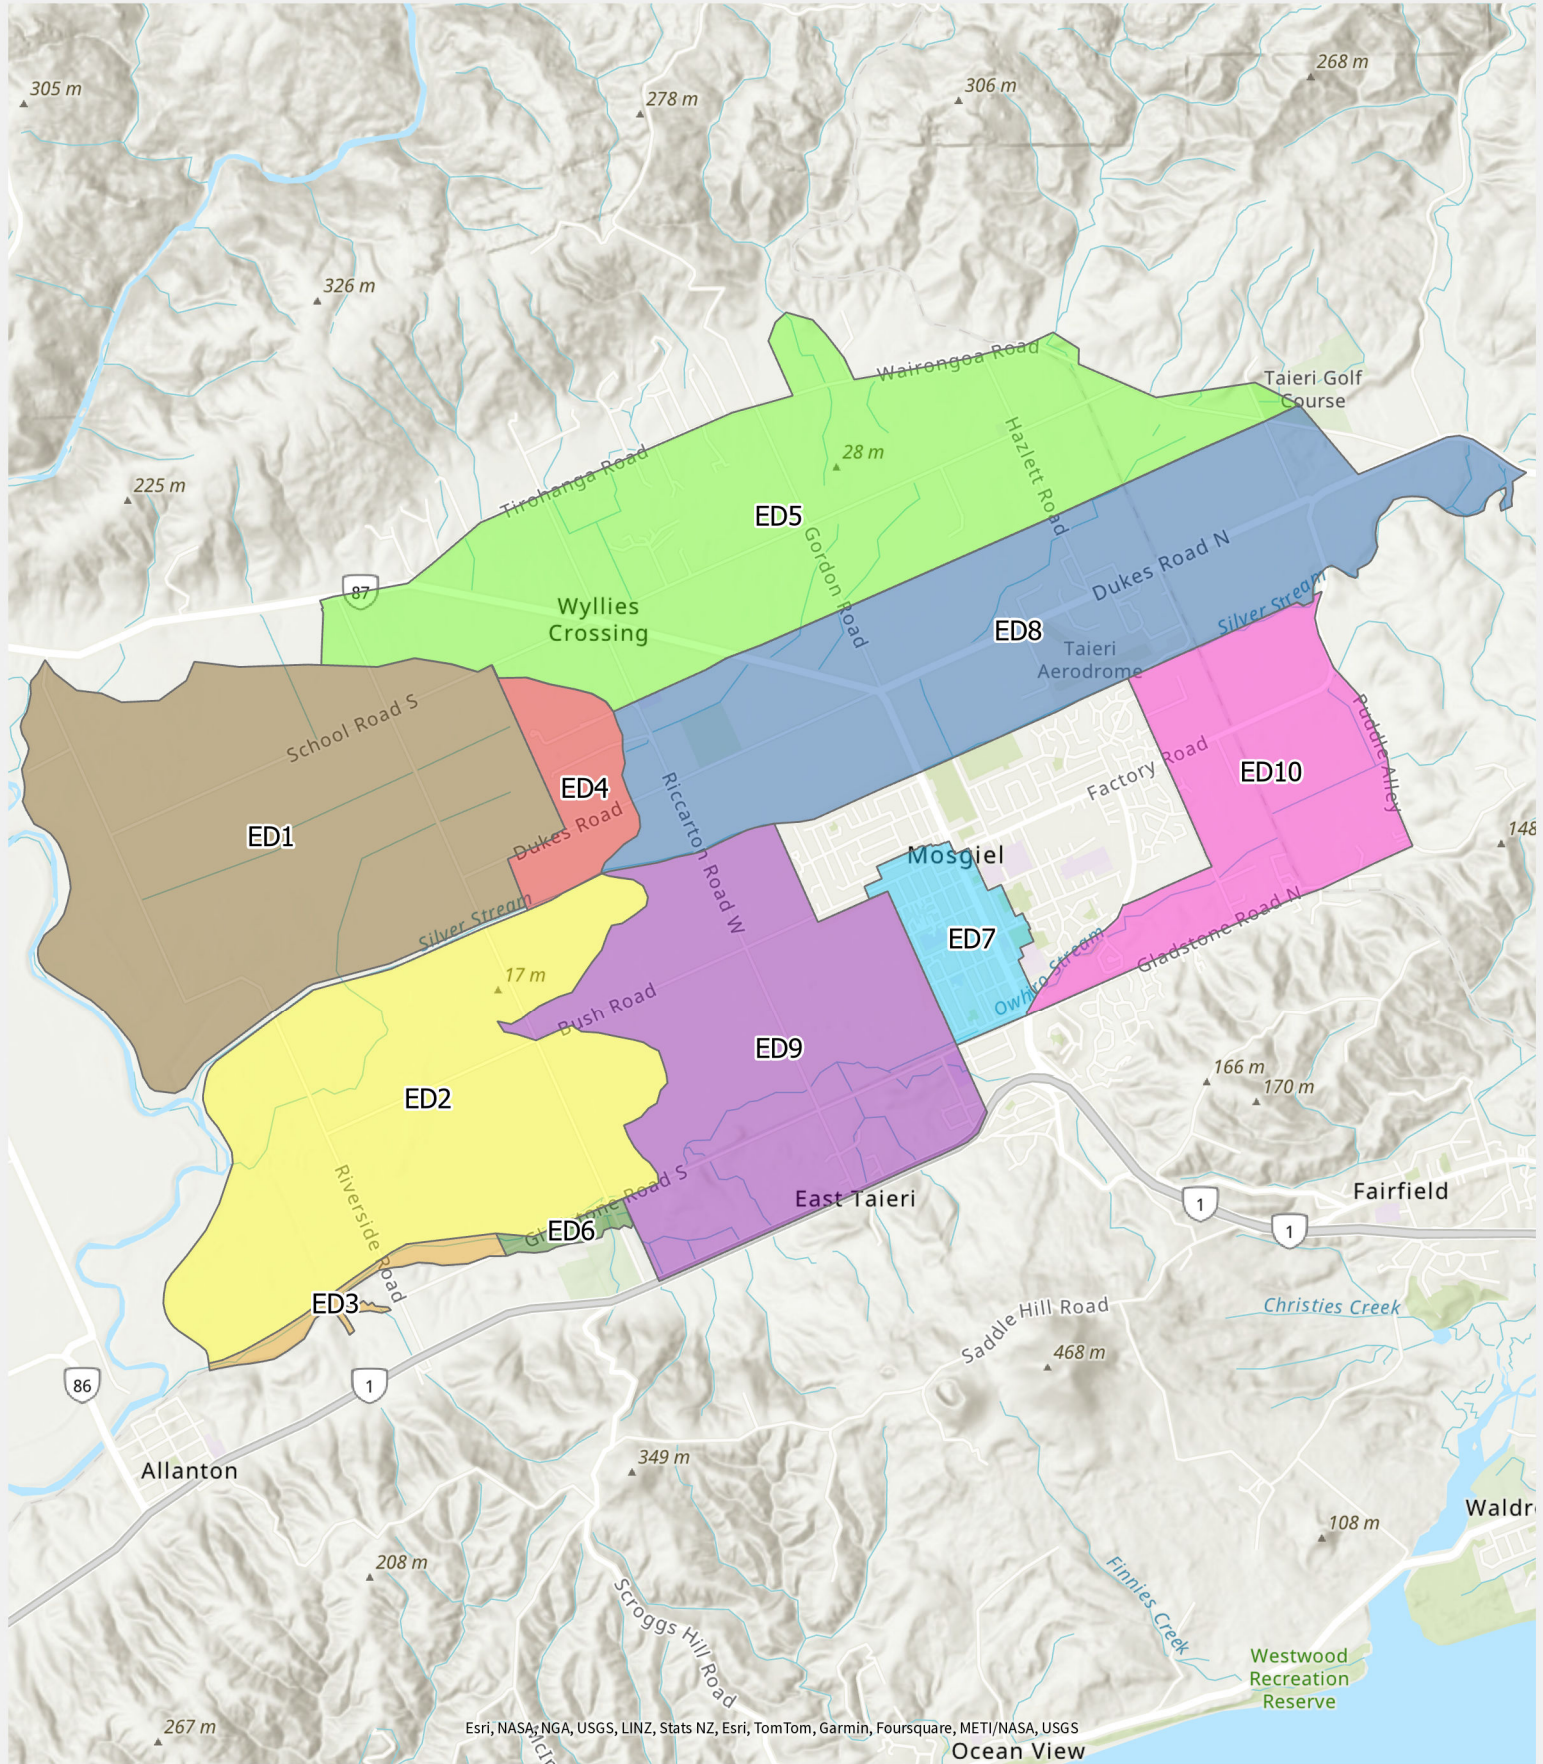 268 m
305 m
306 m
278 m
326 m
Wairongoa Road
Taieri Golf
Course
Hazlett Road
28 m
Tirohanga Road
225 m
ED5
Gordon Road
Dukes Road N
87
Silver Stream
Wyllies
Crossing
ED8
Taieri
Aerodrome
School Road S
Puddle Alley
Factory Road
ED10
Riccarton Road W
ED4
Dukes Road
ED1
148
Mosgiel
Silver Stream
Gladstone Road N
ED7
17 m
Owhiro Stream
Bush Road
ED9
166 m
170 m
ED2
Riverside Road
Gladstone Road S
East Taieri
Fairfield
1
1
ED6
ED3
Christies Creek
Saddle Hill Road
468 m
86
1
349 m
Allanton
108 m
208 m
Finnies Creek
Scroggs Hill Road
Westwood
Recreation
Reserve
267 m
Esri, NASA, NGA, USGS, LINZ, Stats NZ, Esri, TomTom, Garmin, Foursquare, METI/NASA, USGS
Ocean View